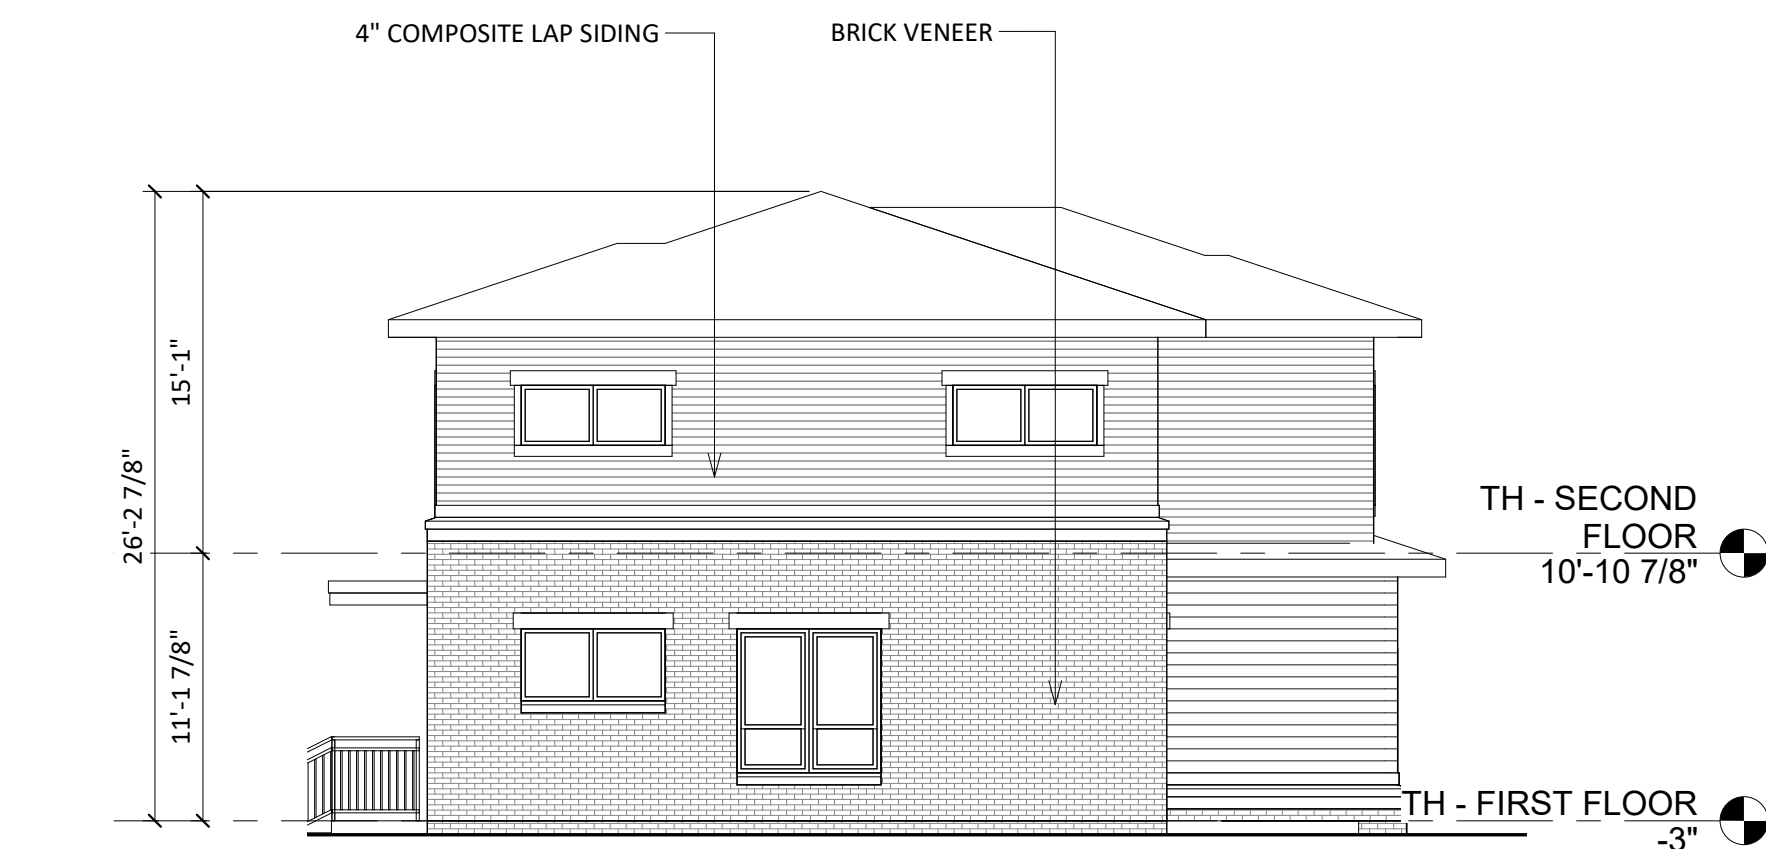 4" COMPOSITE LAP SIDING
BRICK VENEER
15'-1"
26'-2 7/8"
11'-1 7/8"
TH - SECOND
FLOOR
10'-10 7/8"
TH - FIRST FLOOR
-3"